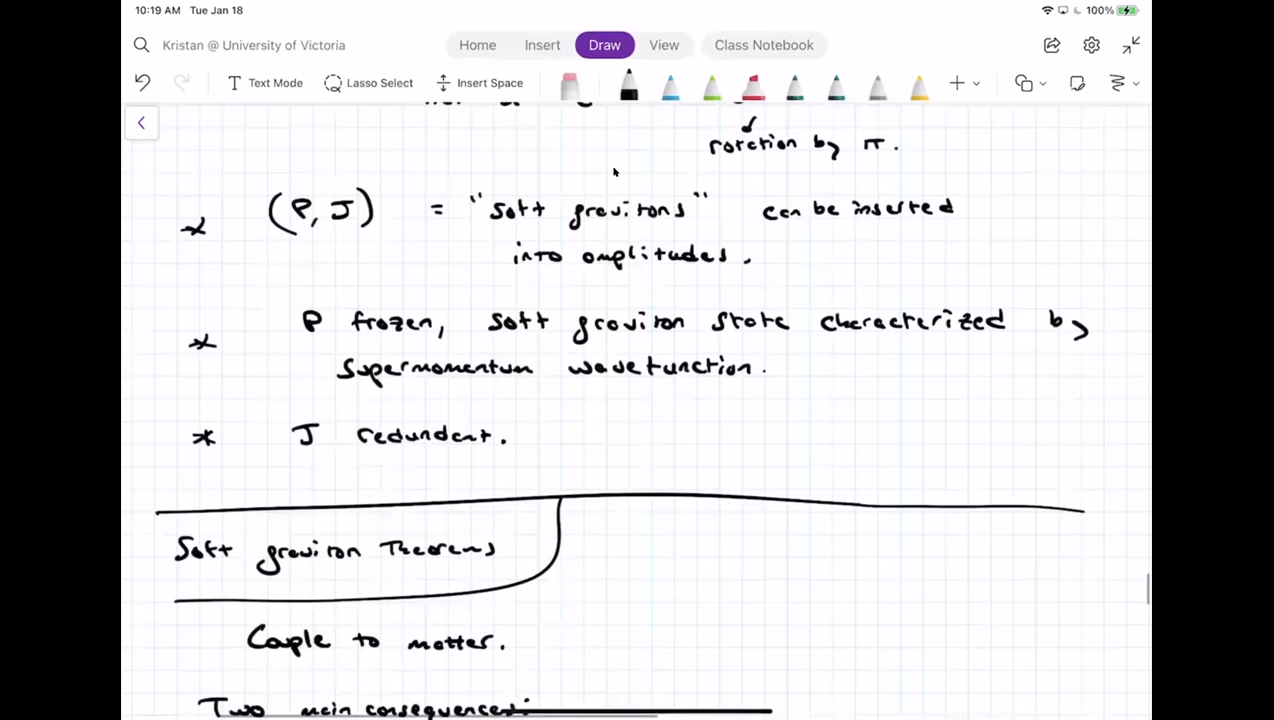 10:19 AM Tue Jan 18 100%
Kristan @ University of Victoria Home Insert Draw View Class Notebook
Text Mode Lasso Select Insert Space
rotation by π.
(P, J) = "soft gravitons" can be inserted
into amplitudes.
* P frozen, soft graviton state characterized by
supermomentum wavefunction.
* J redundant.
Soft graviton Theorems
Couple to matter.
Two main consequences: